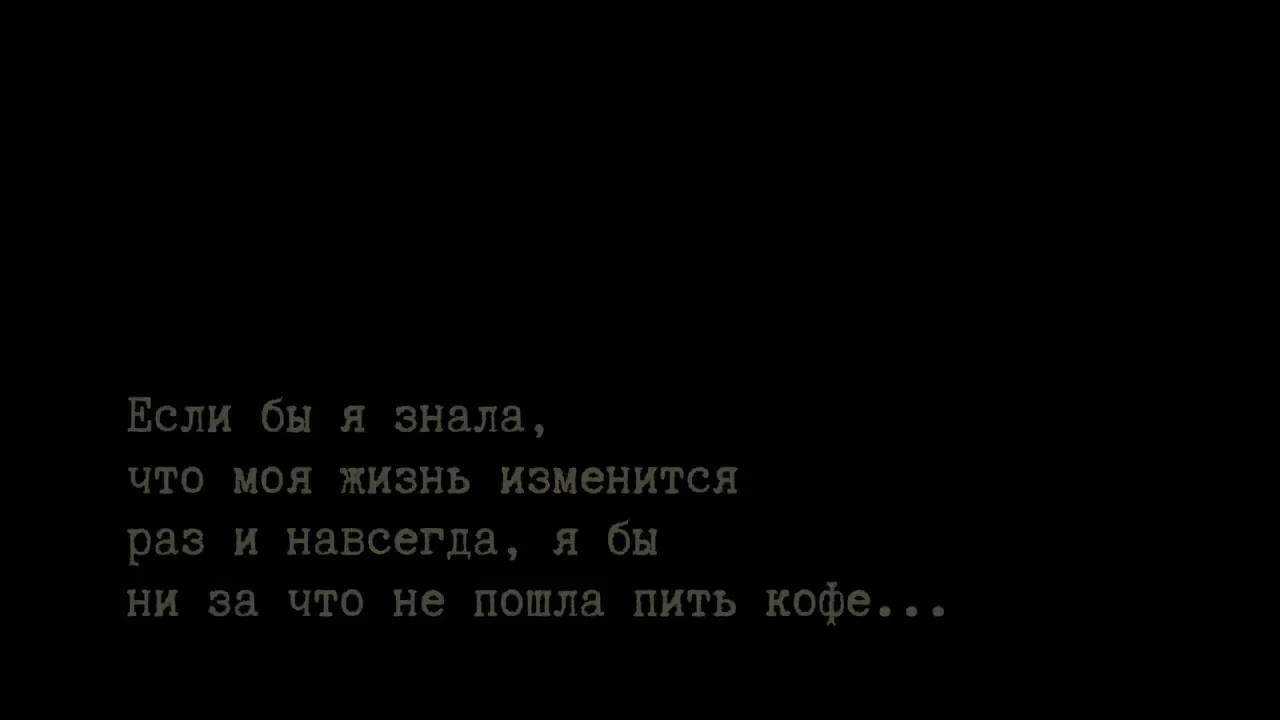 Если бы я знала,
что моя жизнь изменится
раз и навсегда, я бы
ни за что не пошла пить кофе...